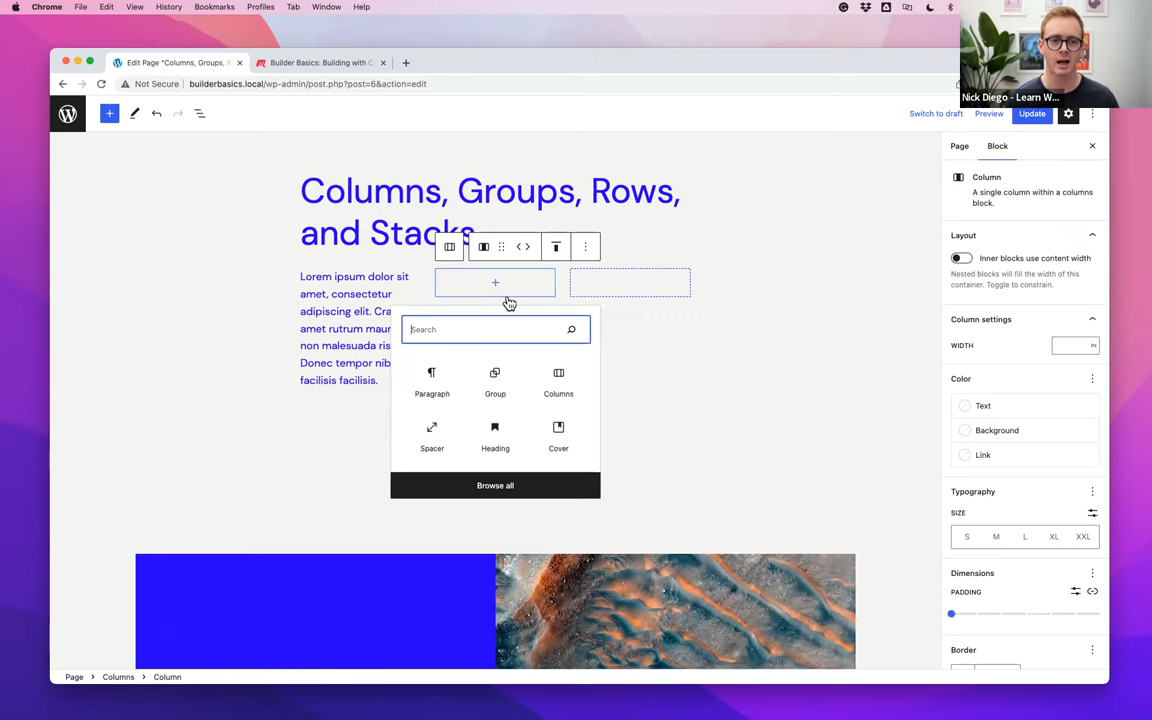 Chrome File Edit View History Bookmarks Profiles Tab Window Help
Edit Page "Columns, Groups, R
Builder Basics: Building with C
Not Secure builderbasics.local/wp-admin/post.php?post=6&action=edit
Nick Diego - Learn W...
Switch to draft Preview Update
Page Block
Column
A single column within a columns
block.
Columns, Groups, Rows,
and Stacks
Layout
Inner blocks use content width
Nested blocks will fill the width of this
container. Toggle to constrain.
Lorem ipsum dolor sit
amet, consectetur
adipiscing elit. Cra
amet rutrum maur
non malesuada ris
Donec tempor nib
facilisis facilisis.
Search
Paragraph Group Columns
Spacer Heading Cover
Browse all
Column settings
WIDTH PX
Color
Text
Background
Link
Typography
SIZE
S M L XL XXL
Dimensions
PADDING
Border
Page > Columns > Column